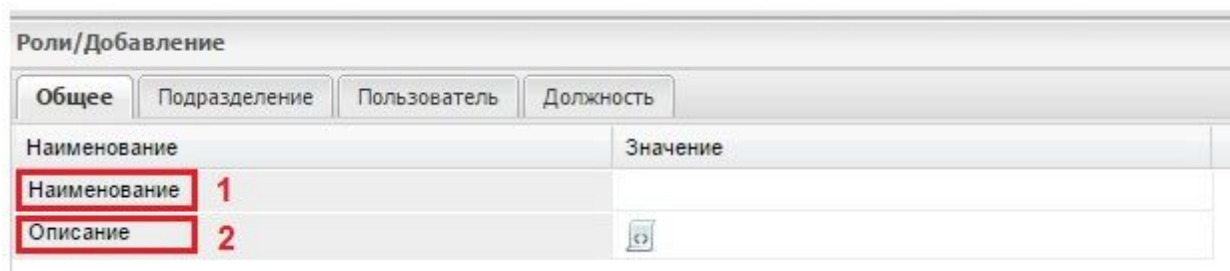 Роли/Добавление
Общее Подразделение Пользователь Должность
Наименование Значение
Наименование 1
Описание 2